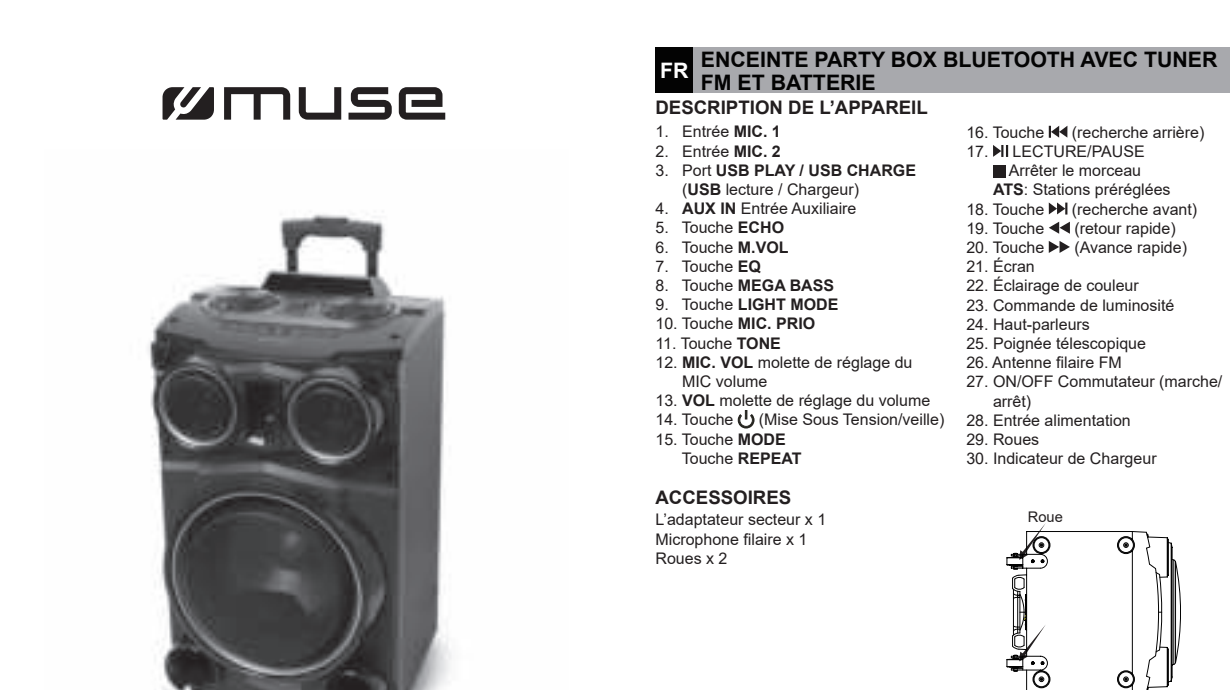 muse
FR
ENCEINTE PARTY BOX BLUETOOTH AVEC TUNER
FM ET BATTERIE
DESCRIPTION DE L’APPAREIL
1. Entrée MIC. 1
2. Entrée MIC. 2
3. Port USB PLAY / USB CHARGE
(USB lecture / Chargeur)
4. AUX IN Entrée Auxiliaire
5. Touche ECHO
6. Touche M.VOL
7. Touche EQ
8. Touche MEGA BASS
9. Touche LIGHT MODE
10. Touche MIC. PRIO
11. Touche TONE
12. MIC. VOL molette de réglage du
MIC volume
13. VOL molette de réglage du volume
14. Touche ⏻ (Mise Sous Tension/veille)
15. Touche MODE
Touche REPEAT
16. Touche ⏮ (recherche arrière)
17. ⏯ LECTURE/PAUSE
■ Arrêter le morceau
ATS: Stations préréglées
18. Touche ⏭ (recherche avant)
19. Touche ◀◀ (retour rapide)
20. Touche ▶▶ (Avance rapide)
21. Écran
22. Éclairage de couleur
23. Commande de luminosité
24. Haut-parleurs
25. Poignée télescopique
26. Antenne filaire FM
27. ON/OFF Commutateur (marche/
arrêt)
28. Entrée alimentation
29. Roues
30. Indicateur de Chargeur
ACCESSOIRES
L’adaptateur secteur x 1
Microphone filaire x 1
Roues x 2
Roue